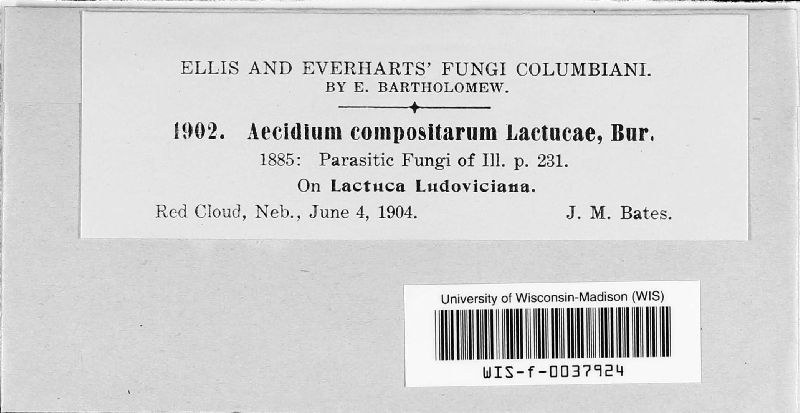 ELLIS AND EVERHARTS' FUNGI COLUMBIANI.
BY E. BARTHOLOMEW.
1902. Aecidium compositarum Lactucae, Bur.
1885: Parasitic Fungi of Ill. p. 231.
On Lactuca Ludoviciana.
Red Cloud, Neb., June 4, 1904. J. M. Bates.
University of Wisconsin-Madison (WIS)
WIS-f-0037924